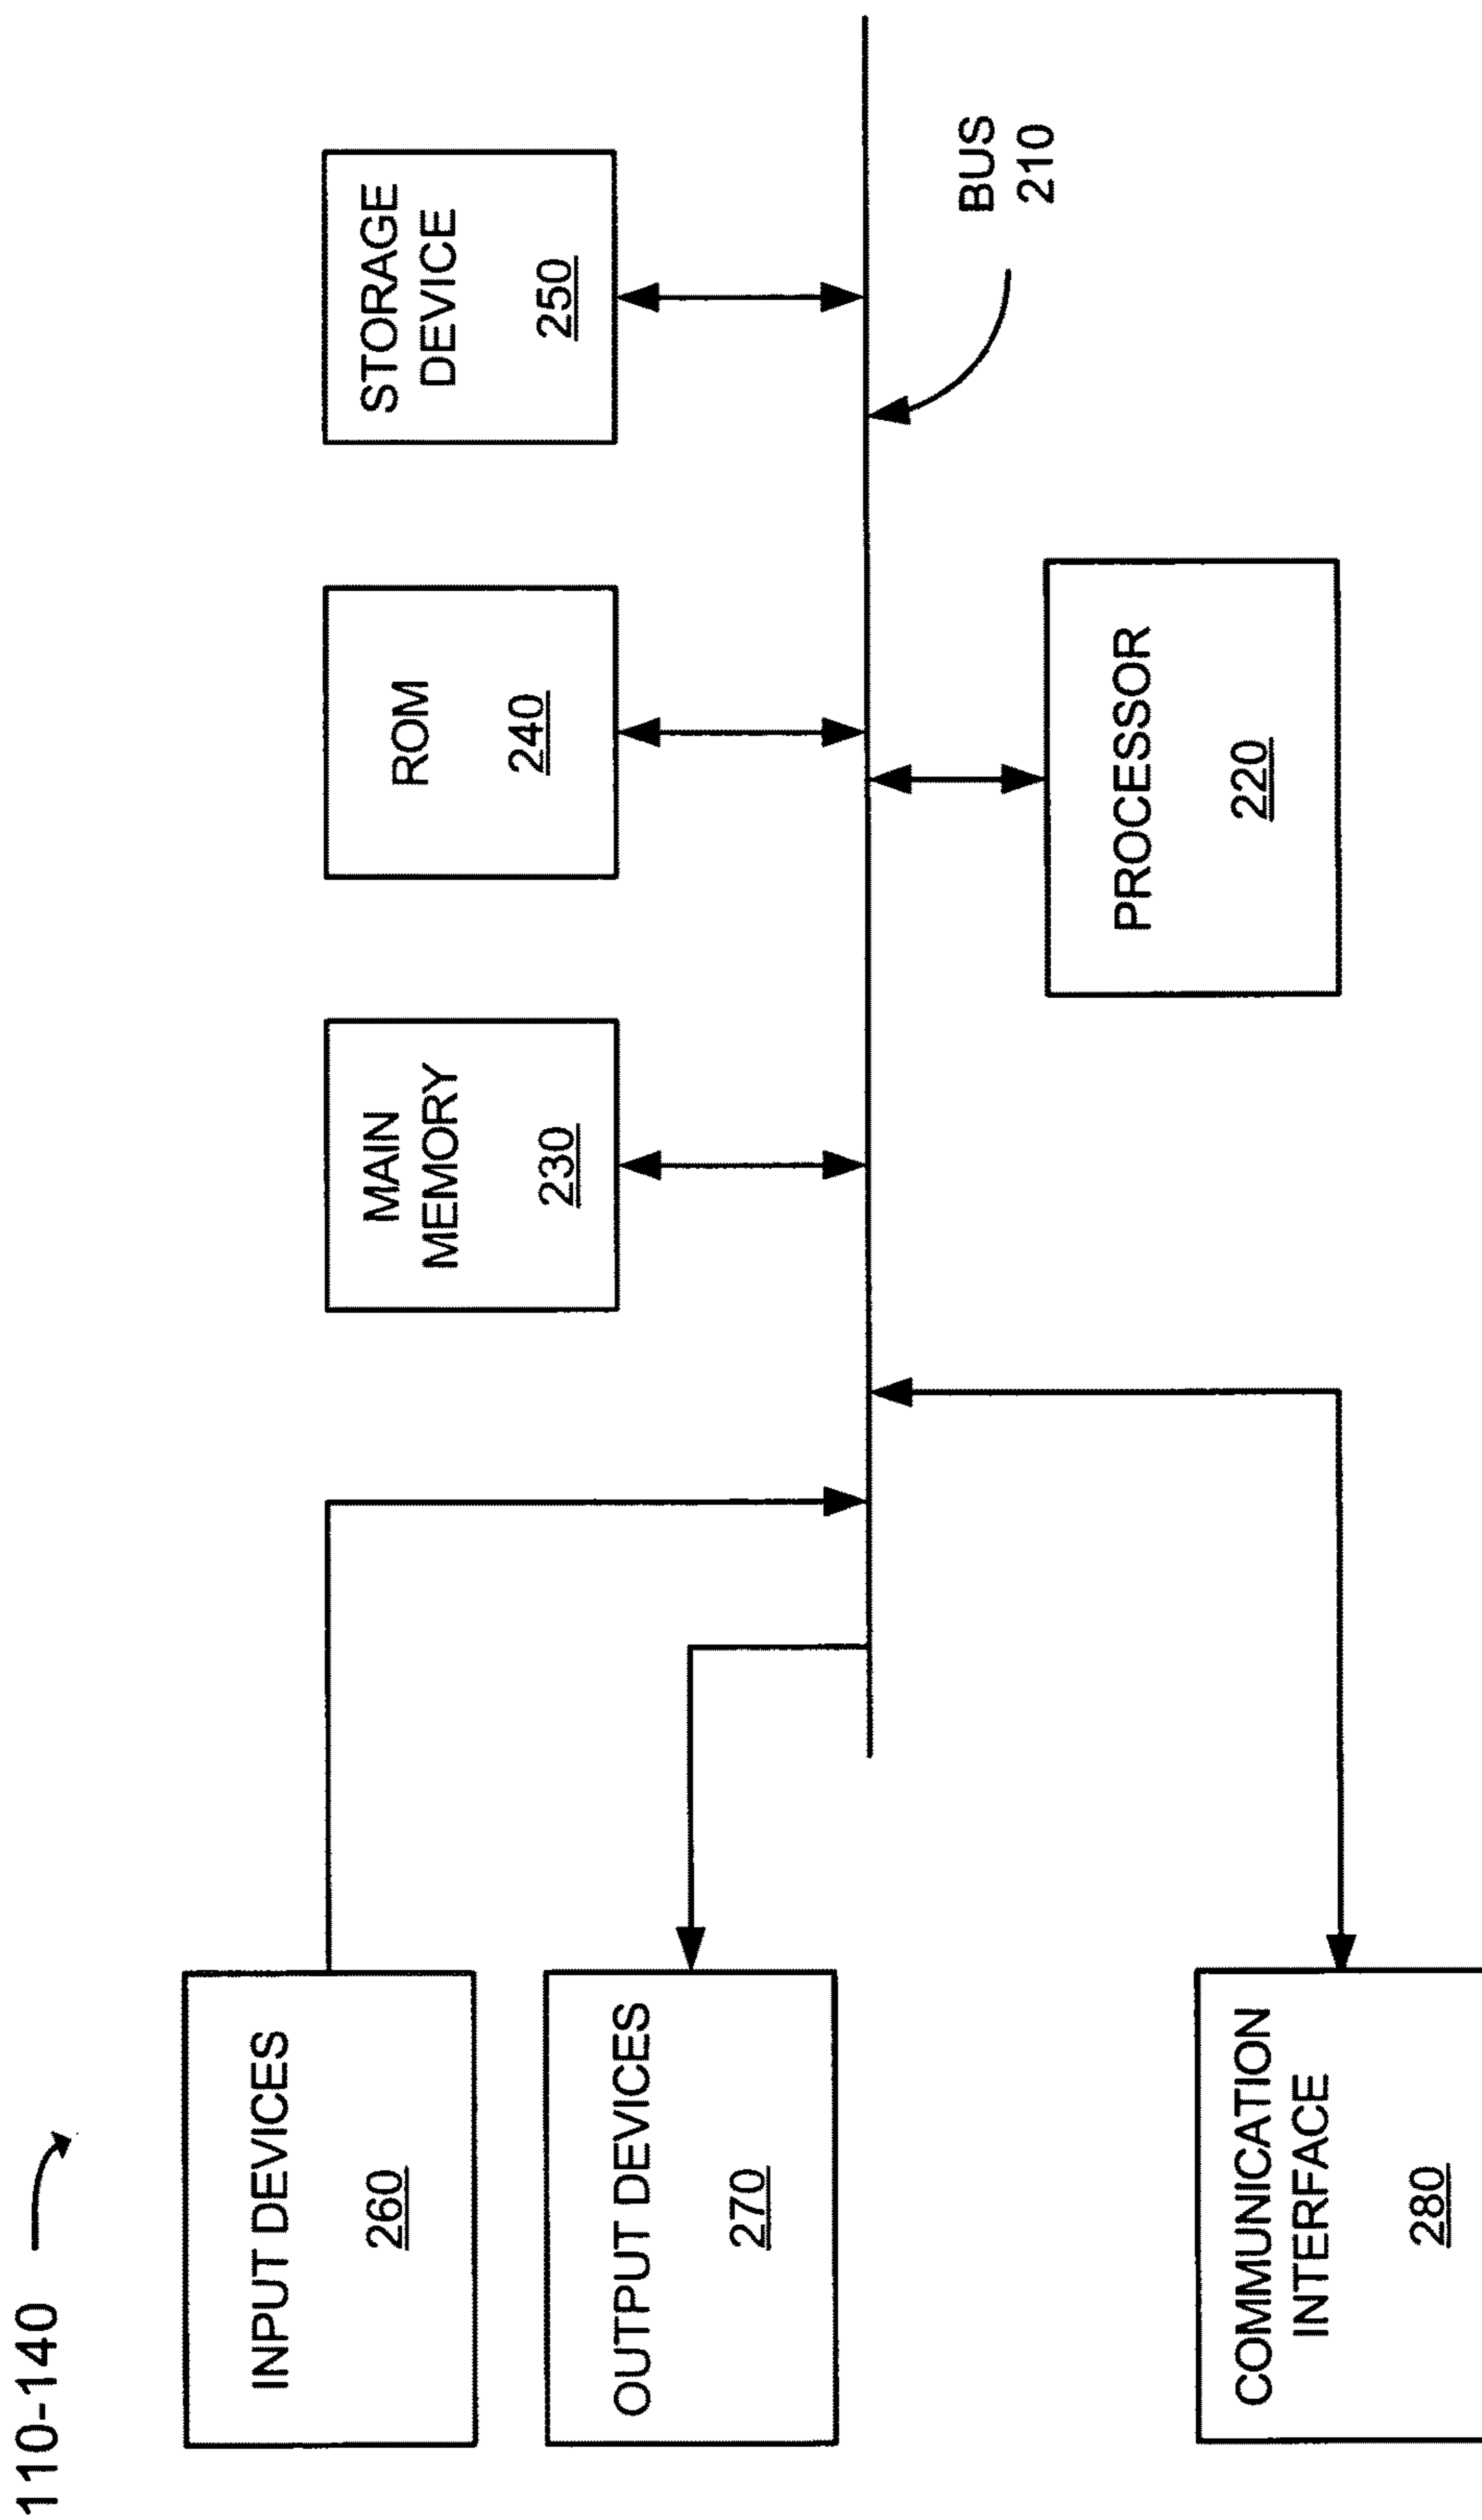 110-140
INPUT DEVICES
260
OUTPUT DEVICES
270
COMMUNICATION
INTERFACE
280
MAIN
MEMORY
230
ROM
240
STORAGE
DEVICE
250
PROCESSOR
220
BUS
210